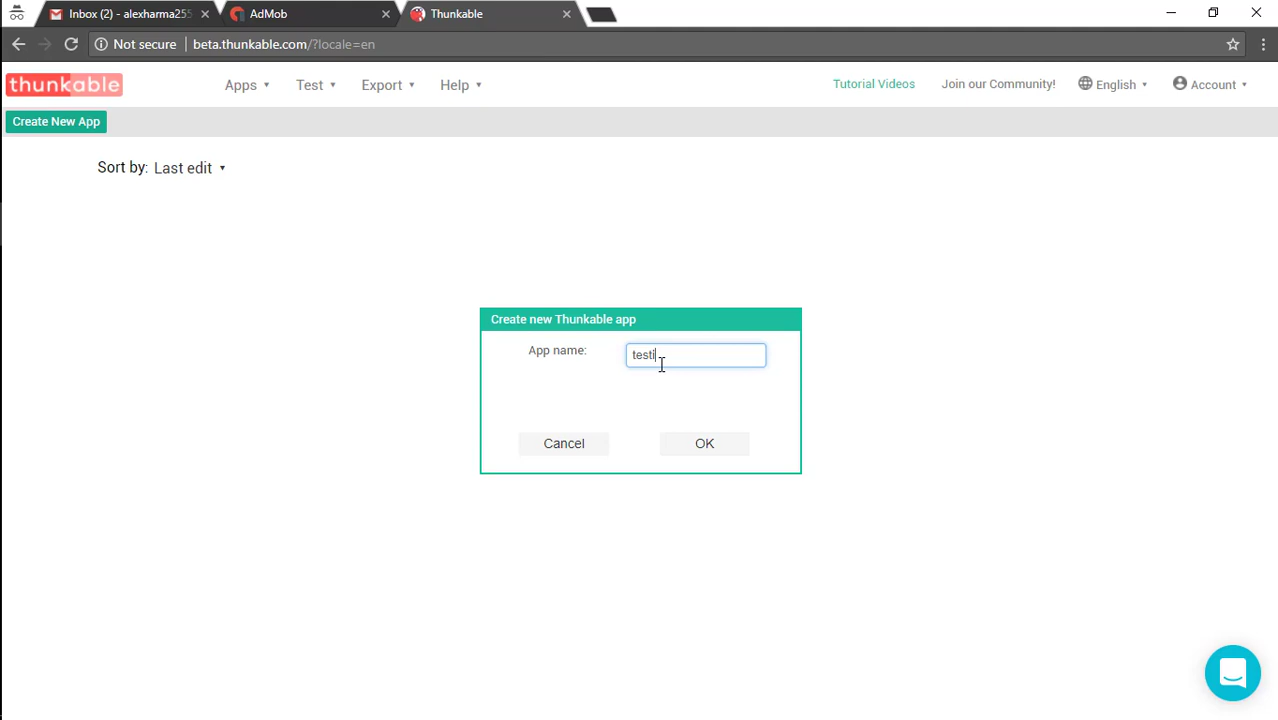 Inbox (2) - alexharma255
AdMob
Thunkable
Not secure | beta.thunkable.com/?locale=en
thunkable
Apps
Test
Export
Help
Tutorial Videos
Join our Community!
English
Account
Create New App
Sort by: Last edit
Create new Thunkable app
App name: testi
Cancel
OK